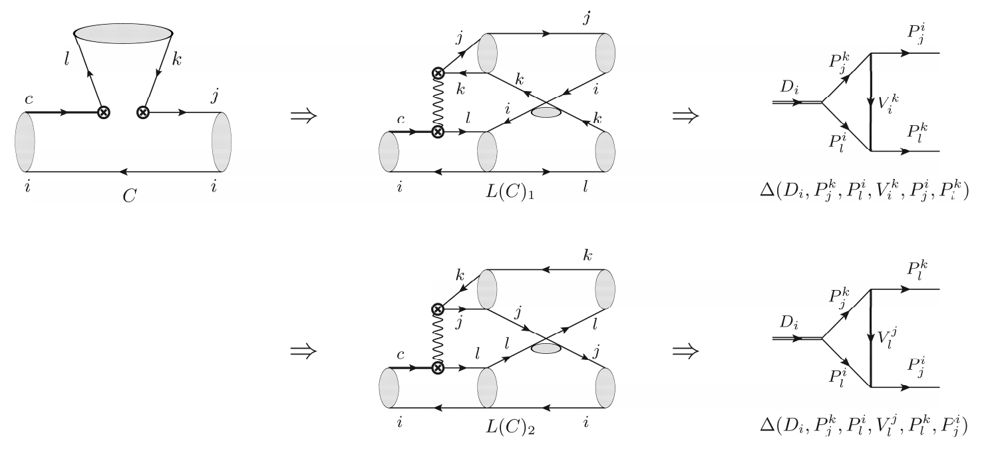 l k
c j
i C i
⇒
j j
k k i
c l i k
i L(C)₁ l
⇒
D_i P_j^k P_l^i V_i^k P_j^i P_l^k
Δ(D_i, P_j^k, P_l^i, V_i^k, P_j^i, P_l^k)
⇒
k k
j j l
c l l j
i L(C)₂ i
⇒
D_i P_j^k P_l^i V_l^j P_l^k P_j^i
Δ(D_i, P_j^k, P_l^i, V_l^j, P_l^k, P_j^i)